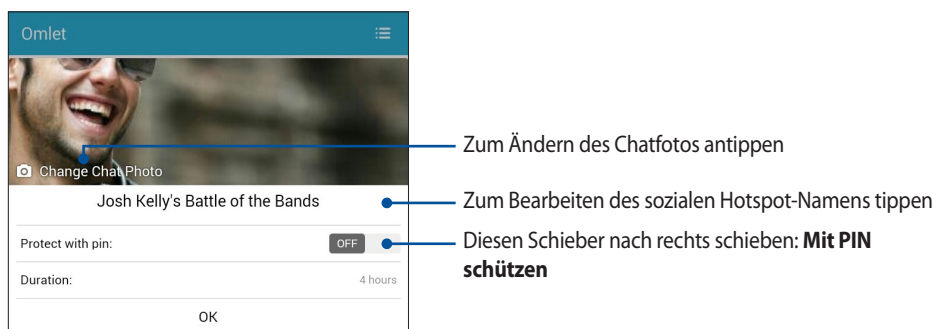 Omlet
Change Chat Photo
Josh Kelly's Battle of the Bands
Protect with pin:
OFF
Duration:
4 hours
OK
Zum Ändern des Chatfotos antippen
Zum Bearbeiten des sozialen Hotspot-Namens tippen
Diesen Schieber nach rechts schieben: Mit PIN
schützen